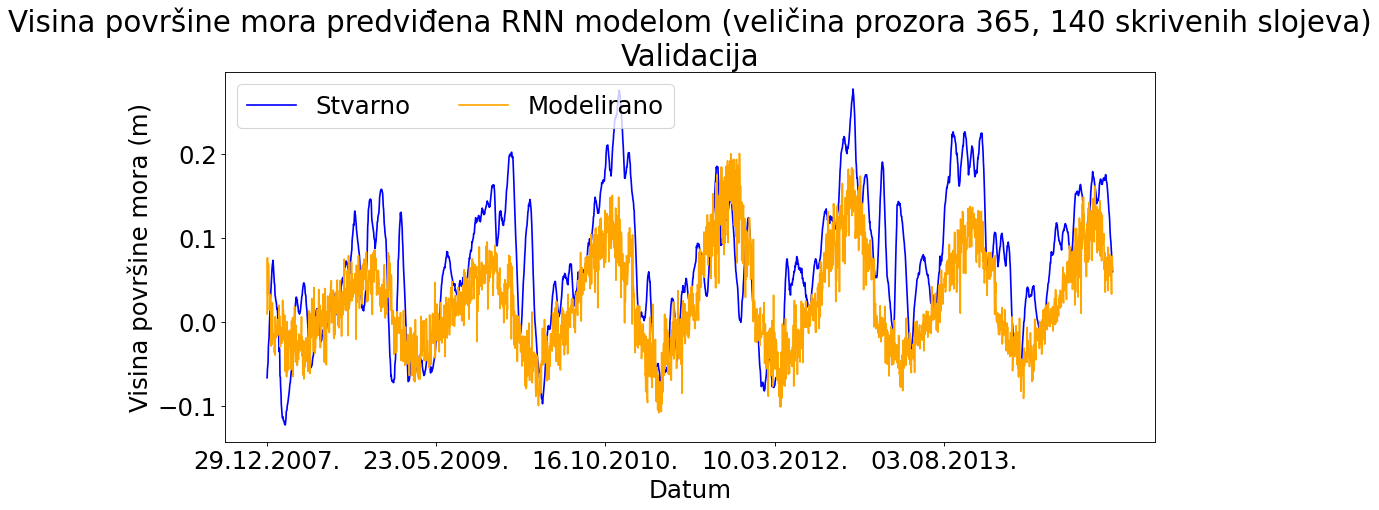 Visina površine mora predviđena RNN modelom (veličina prozora 365, 140 skrivenih slojeva)
Validacija
Stvarno
Modelirano
Visina površine mora (m)
0.2
0.1
0.0
−0.1
29.12.2007.
23.05.2009.
16.10.2010.
10.03.2012.
03.08.2013.
Datum